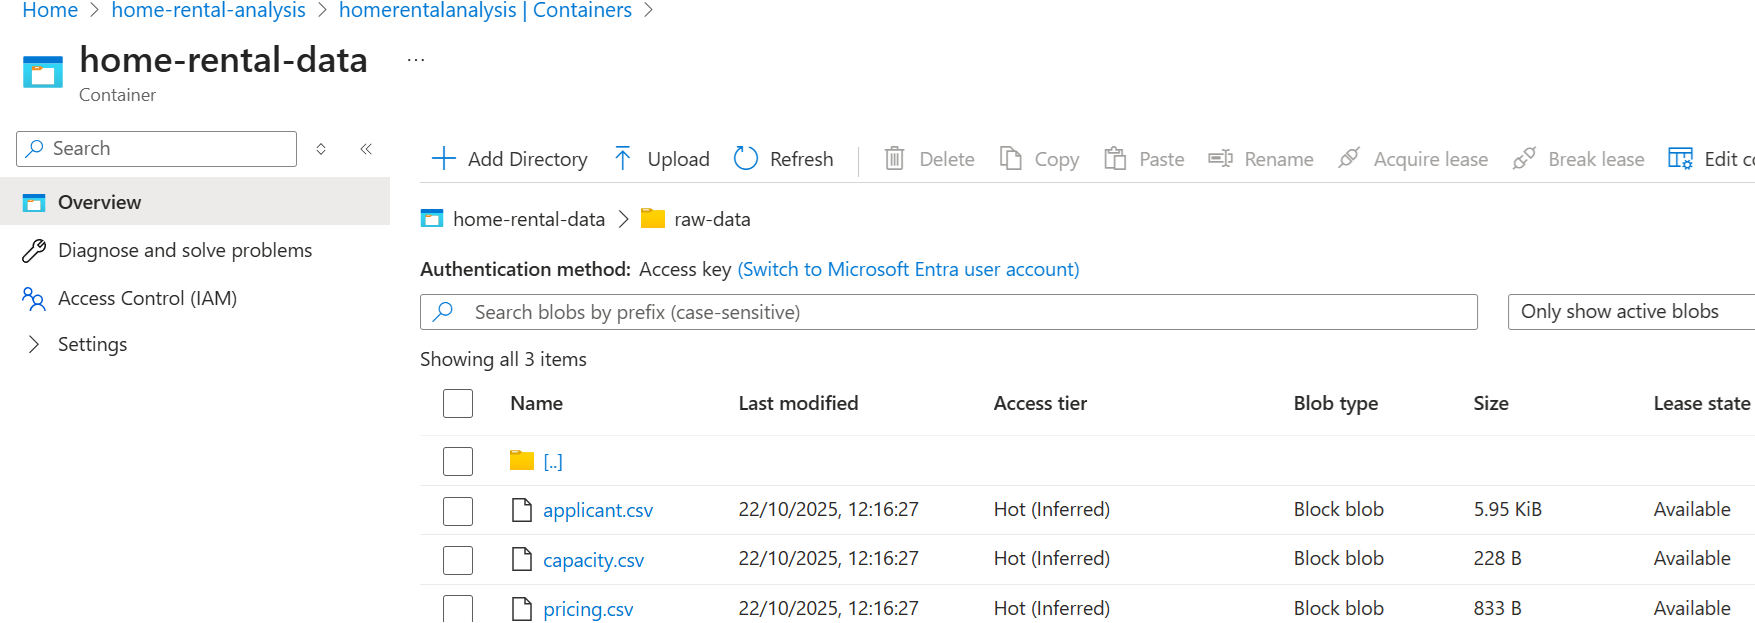 Home > home-rental-analysis > homerentalanalysis | Containers >
home-rental-data ...
Container
Search
Overview
Diagnose and solve problems
Access Control (IAM)
Settings
Add Directory Upload Refresh Delete Copy Paste Rename Acquire lease Break lease Edit co
home-rental-data > raw-data
Authentication method: Access key (Switch to Microsoft Entra user account)
Search blobs by prefix (case-sensitive)
Only show active blobs
Showing all 3 items
Name Last modified Access tier Blob type Size Lease state
[..]
applicant.csv 22/10/2025, 12:16:27 Hot (Inferred) Block blob 5.95 KiB Available
capacity.csv 22/10/2025, 12:16:27 Hot (Inferred) Block blob 228 B Available
pricing.csv 22/10/2025, 12:16:27 Hot (Inferred) Block blob 833 B Available